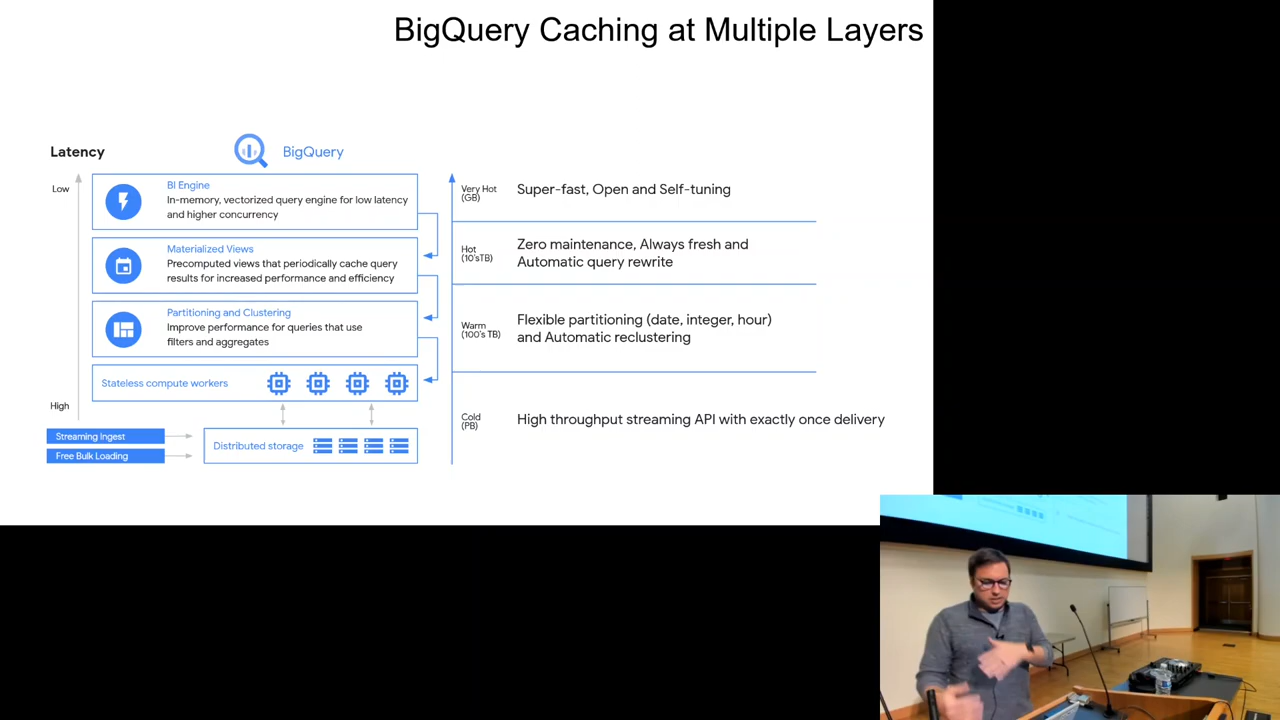 BigQuery Caching at Multiple Layers
Latency
BigQuery
Low
BI Engine
In-memory, vectorized query engine for low latency
and higher concurrency
Very Hot
(GB)
Super-fast, Open and Self-tuning
Materialized Views
Precomputed views that periodically cache query
results for increased performance and efficiency
Hot
(10'sTB)
Zero maintenance, Always fresh and
Automatic query rewrite
Partitioning and Clustering
Improve performance for queries that use
filters and aggregates
Warm
(100's TB)
Flexible partitioning (date, integer, hour)
and Automatic reclustering
Stateless compute workers
High
Streaming Ingest
Free Bulk Loading
Distributed storage
Cold
(PB)
High throughput streaming API with exactly once delivery